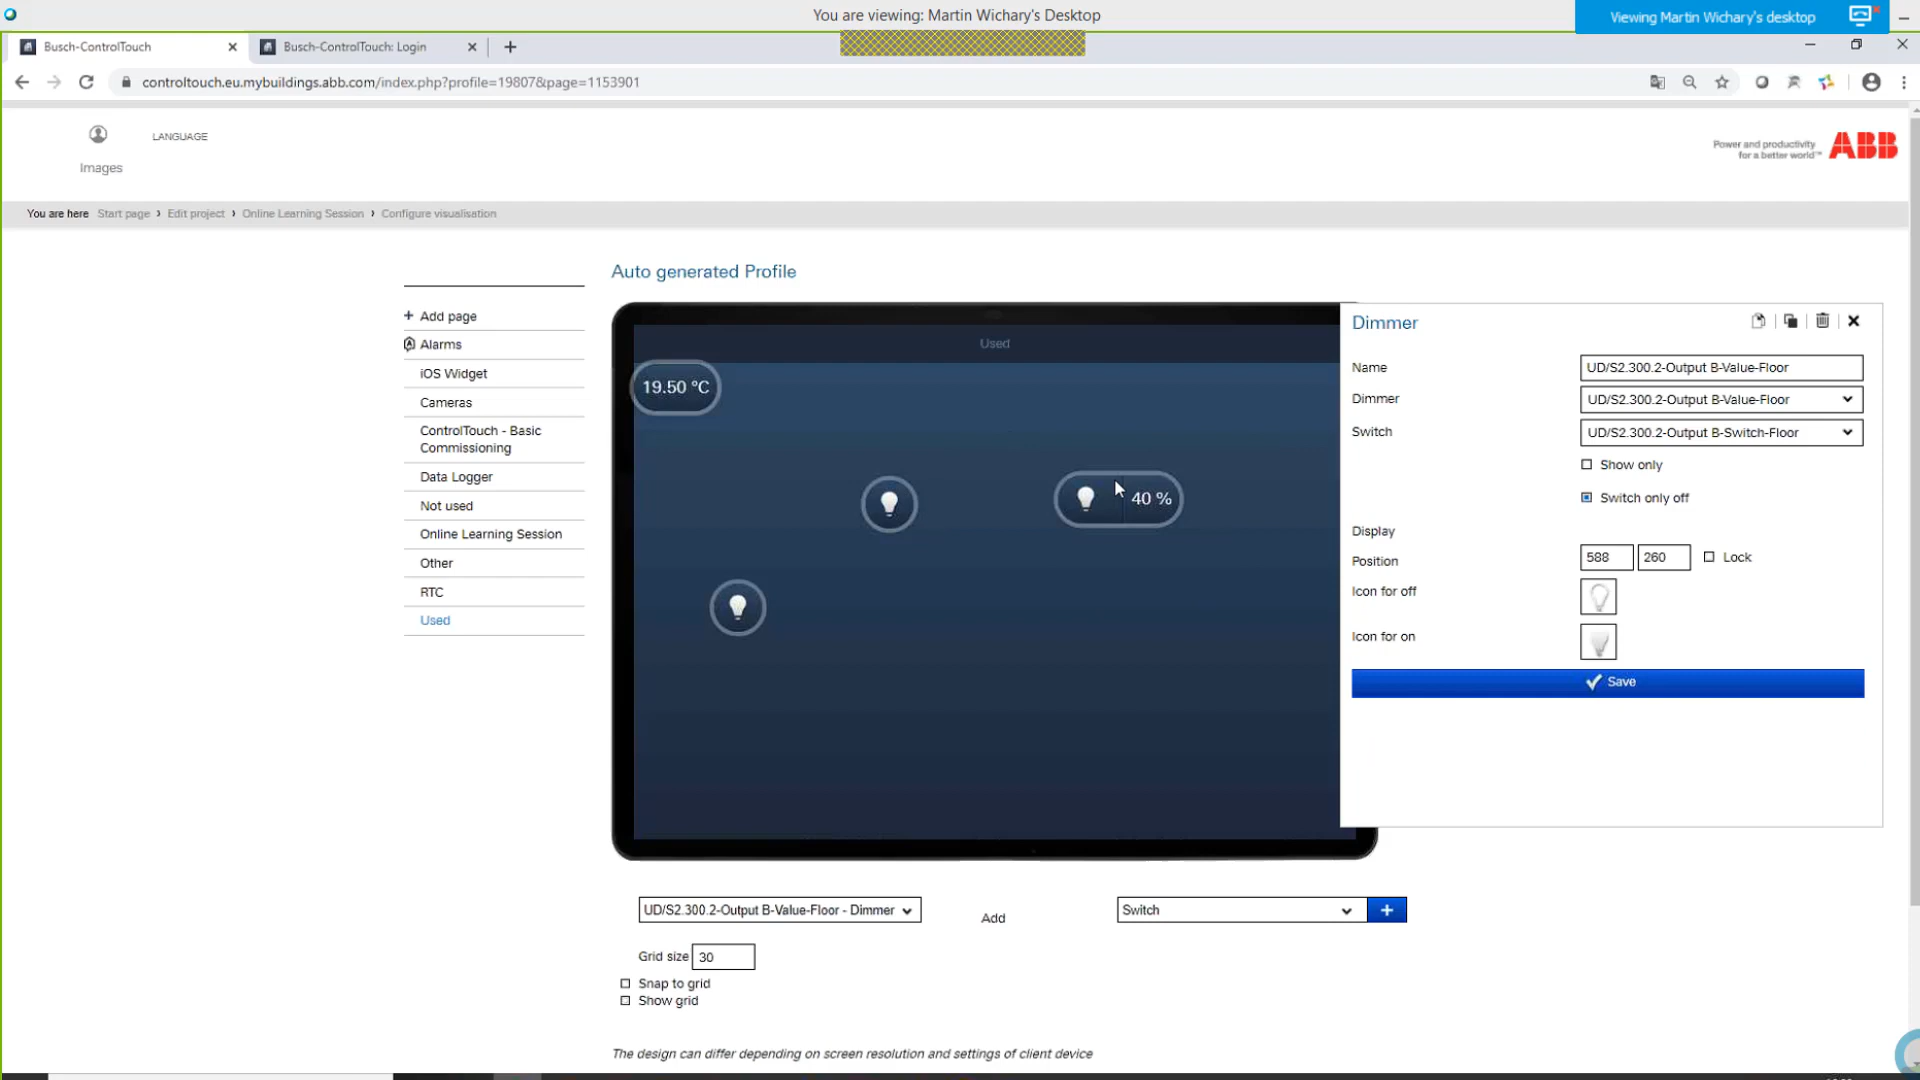 You are viewing: Martin Wichary's Desktop
Viewing Martin Wichary's desktop
Busch-ControlTouch
Busch-ControlTouch: Login
controltouch.eu.mybuildings.abb.com/index.php?profile=19807&page=1153901
LANGUAGE
Images
Power and productivity
for a better world™
ABB
You are here Start page › Edit project › Online Learning Session › Configure visualisation
Auto generated Profile
+ Add page
Alarms
iOS Widget
Cameras
ControlTouch - Basic
Commissioning
Data Logger
Not used
Online Learning Session
Other
RTC
Used
Used
19.50 °C
40 %
Dimmer
Name UD/S2.300.2-Output B-Value-Floor
Dimmer UD/S2.300.2-Output B-Value-Floor
Switch UD/S2.300.2-Output B-Switch-Floor
Show only
Switch only off
Display
Position 588 260 Lock
Icon for off
Icon for on
Save
UD/S2.300.2-Output B-Value-Floor - Dimmer
Add
Switch
+
Grid size 30
Snap to grid
Show grid
The design can differ depending on screen resolution and settings of client device